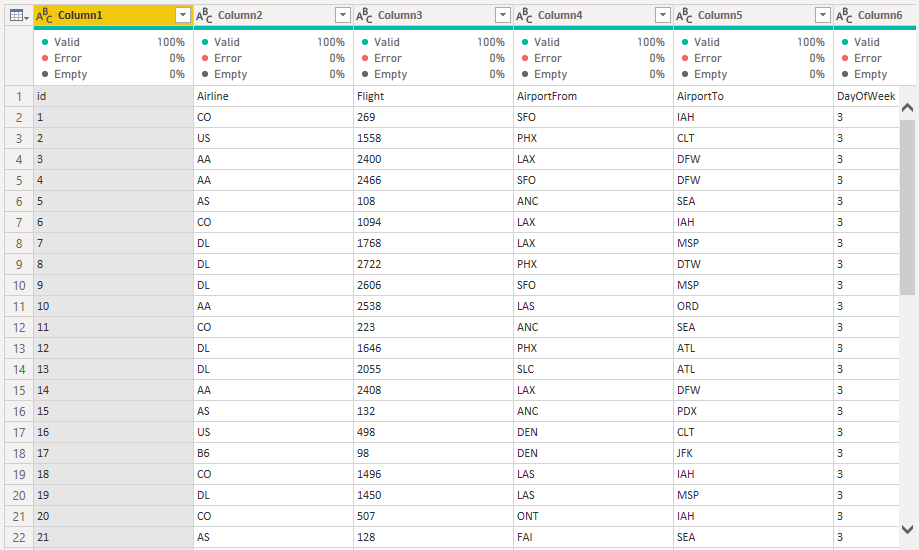 ABC Column1 ABC Column2 ABC Column3 ABC Column4 ABC Column5 ABC Column6
Valid 100% Valid 100% Valid 100% Valid 100% Valid 100% Valid
Error 0% Error 0% Error 0% Error 0% Error 0% Error
Empty 0% Empty 0% Empty 0% Empty 0% Empty 0% Empty
1 id Airline Flight AirportFrom AirportTo DayOfWeek
2 1 CO 269 SFO IAH 3
3 2 US 1558 PHX CLT 3
4 3 AA 2400 LAX DFW 3
5 4 AA 2466 SFO DFW 3
6 5 AS 108 ANC SEA 3
7 6 CO 1094 LAX IAH 3
8 7 DL 1768 LAX MSP 3
9 8 DL 2722 PHX DTW 3
10 9 DL 2606 SFO MSP 3
11 10 AA 2538 LAS ORD 3
12 11 CO 223 ANC SEA 3
13 12 DL 1646 PHX ATL 3
14 13 DL 2055 SLC ATL 3
15 14 AA 2408 LAX DFW 3
16 15 AS 132 ANC PDX 3
17 16 US 498 DEN CLT 3
18 17 B6 98 DEN JFK 3
19 18 CO 1496 LAS IAH 3
20 19 DL 1450 LAS MSP 3
21 20 CO 507 ONT IAH 3
22 21 AS 128 FAI SEA 3